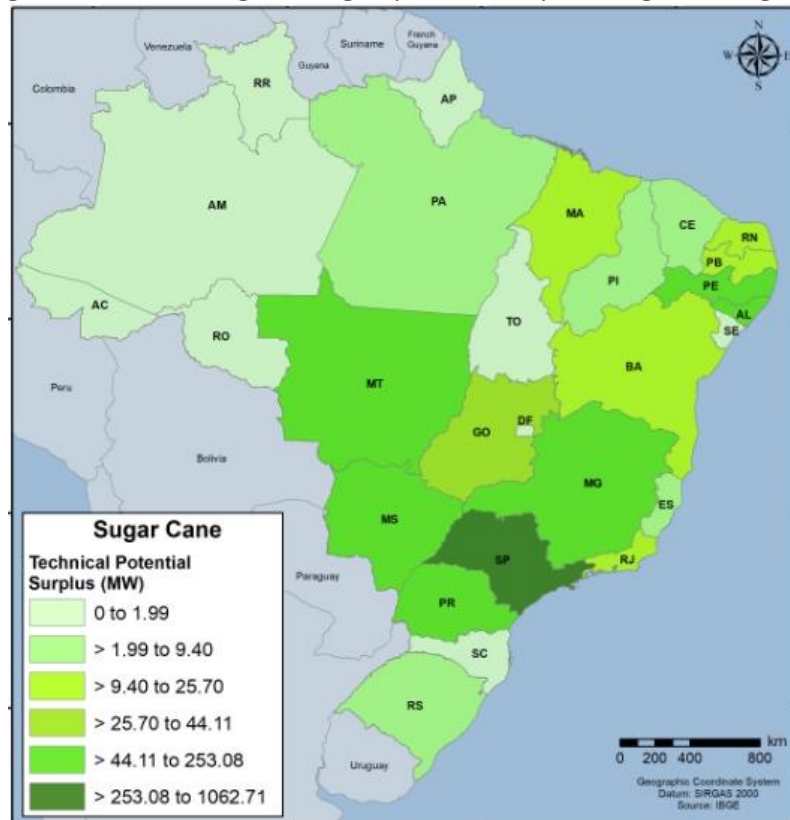 Venezuela
Suriname
French
Guyana
Guyana
Colombia
RR
AP
N
W
E
S
AM
PA
MA
CE
RN
PB
PE
PI
AL
SE
AC
RO
TO
BA
Peru
MT
DF
GO
Bolivia
MG
ES
MS
SP
RJ
Paraguay
PR
SC
RS
Uruguay
Sugar Cane
Technical Potential
Surplus (MW)
0 to 1.99
> 1.99 to 9.40
> 9.40 to 25.70
> 25.70 to 44.11
> 44.11 to 253.08
> 253.08 to 1062.71
km
0 200 400 600 800
Geographic Coordinate System
Datum: SIRGAS 2000
Source: IBGE